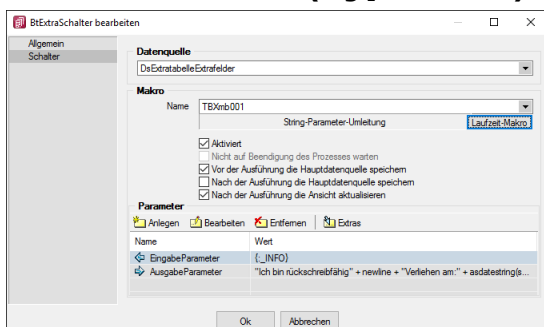 BtExtraSchalter bearbeiten
Allgemein
Schalter
Datenquelle
DsExtratabelleExtrafelder
Makro
Name TBXmb001
String-Parameter-Umleitung Laufzeit-Makro
Aktiviert
Nicht auf Beendigung des Prozesses warten
Vor der Ausführung die Hauptdatenquelle speichern
Nach der Ausführung die Hauptdatenquelle speichern
Nach der Ausführung die Ansicht aktualisieren
Parameter
Anlegen Bearbeiten Entfernen Extras
Name Wert
EingabeParameter {:_INFO}
AusgabeParameter "Ich bin rückschreibfähig" + newline + "Verliehen am:" + asdatestring(s...
Ok Abbrechen